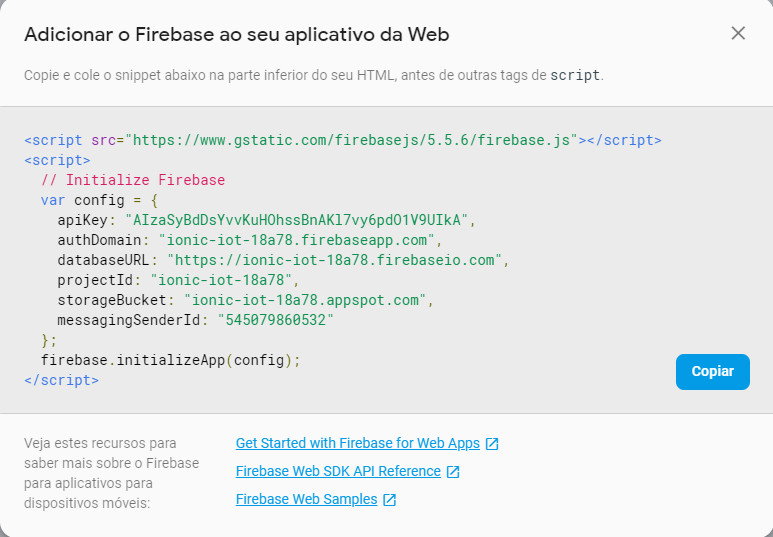 Adicionar o Firebase ao seu aplicativo da Web
Copie e cole o snippet abaixo na parte inferior do seu HTML, antes de outras tags de script.
<script src="https://www.gstatic.com/firebasejs/5.5.6/firebase.js"></script>
<script>
  // Initialize Firebase
  var config = {
    apiKey: "AIzaSyBdDsYvvKuHOhssBnAKl7vy6pdO1V9UIkA",
    authDomain: "ionic-iot-18a78.firebaseapp.com",
    databaseURL: "https://ionic-iot-18a78.firebaseio.com",
    projectId: "ionic-iot-18a78",
    storageBucket: "ionic-iot-18a78.appspot.com",
    messagingSenderId: "545079860532"
  };
  firebase.initializeApp(config);
</script>
Copiar
Veja estes recursos para
saber mais sobre o Firebase
para aplicativos para
dispositivos móveis:
Get Started with Firebase for Web Apps
Firebase Web SDK API Reference
Firebase Web Samples